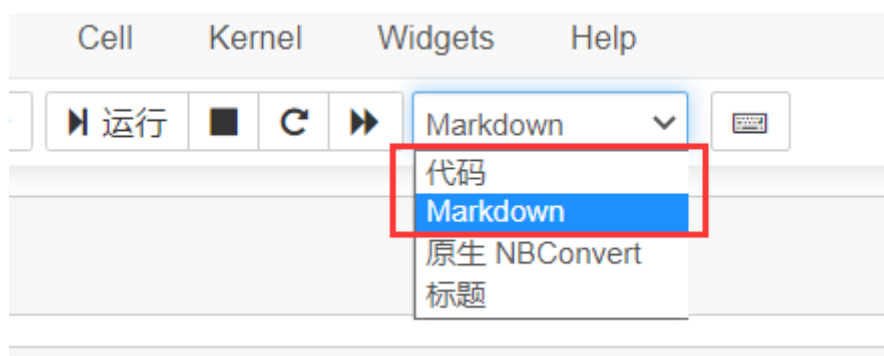 Cell Kernel Widgets Help
运行 Markdown
代码
Markdown
原生 NBConvert
标题